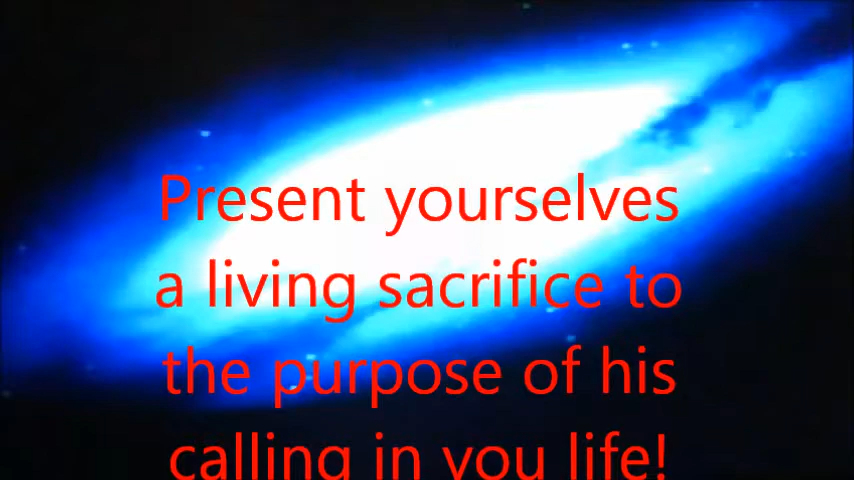 Present yourselves
a living sacrifice to
the purpose of his
calling in you life!